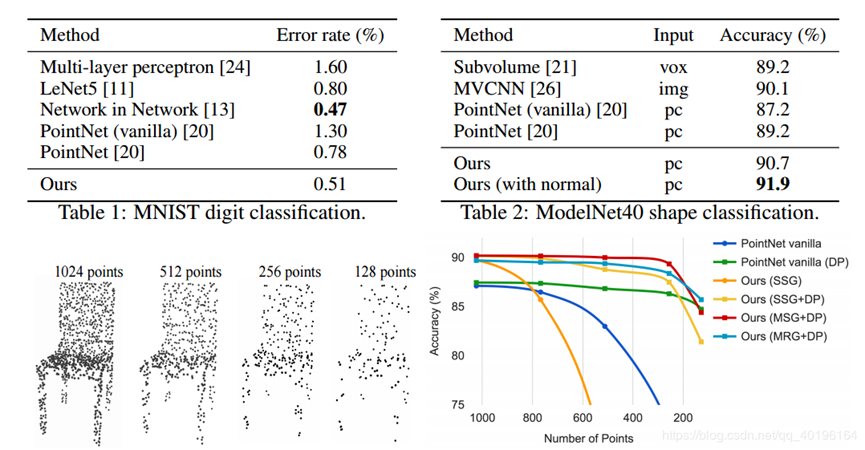 Method Error rate (%)
Multi-layer perceptron [24] 1.60
LeNet5 [11] 0.80
Network in Network [13] 0.47
PointNet (vanilla) [20] 1.30
PointNet [20] 0.78
Ours 0.51
Table 1: MNIST digit classification.
Method Input Accuracy (%)
Subvolume [21] vox 89.2
MVCNN [26] img 90.1
PointNet (vanilla) [20] pc 87.2
PointNet [20] pc 89.2
Ours pc 90.7
Ours (with normal) pc 91.9
Table 2: ModelNet40 shape classification.
1024 points 512 points 256 points 128 points
Accuracy (%)
90
85
80
75
1000 800 600 400 200
Number of Points
PointNet vanilla
PointNet vanilla (DP)
Ours (SSG)
Ours (SSG+DP)
Ours (MSG+DP)
Ours (MRG+DP)
https://blog.csdn.net/qq_40196164